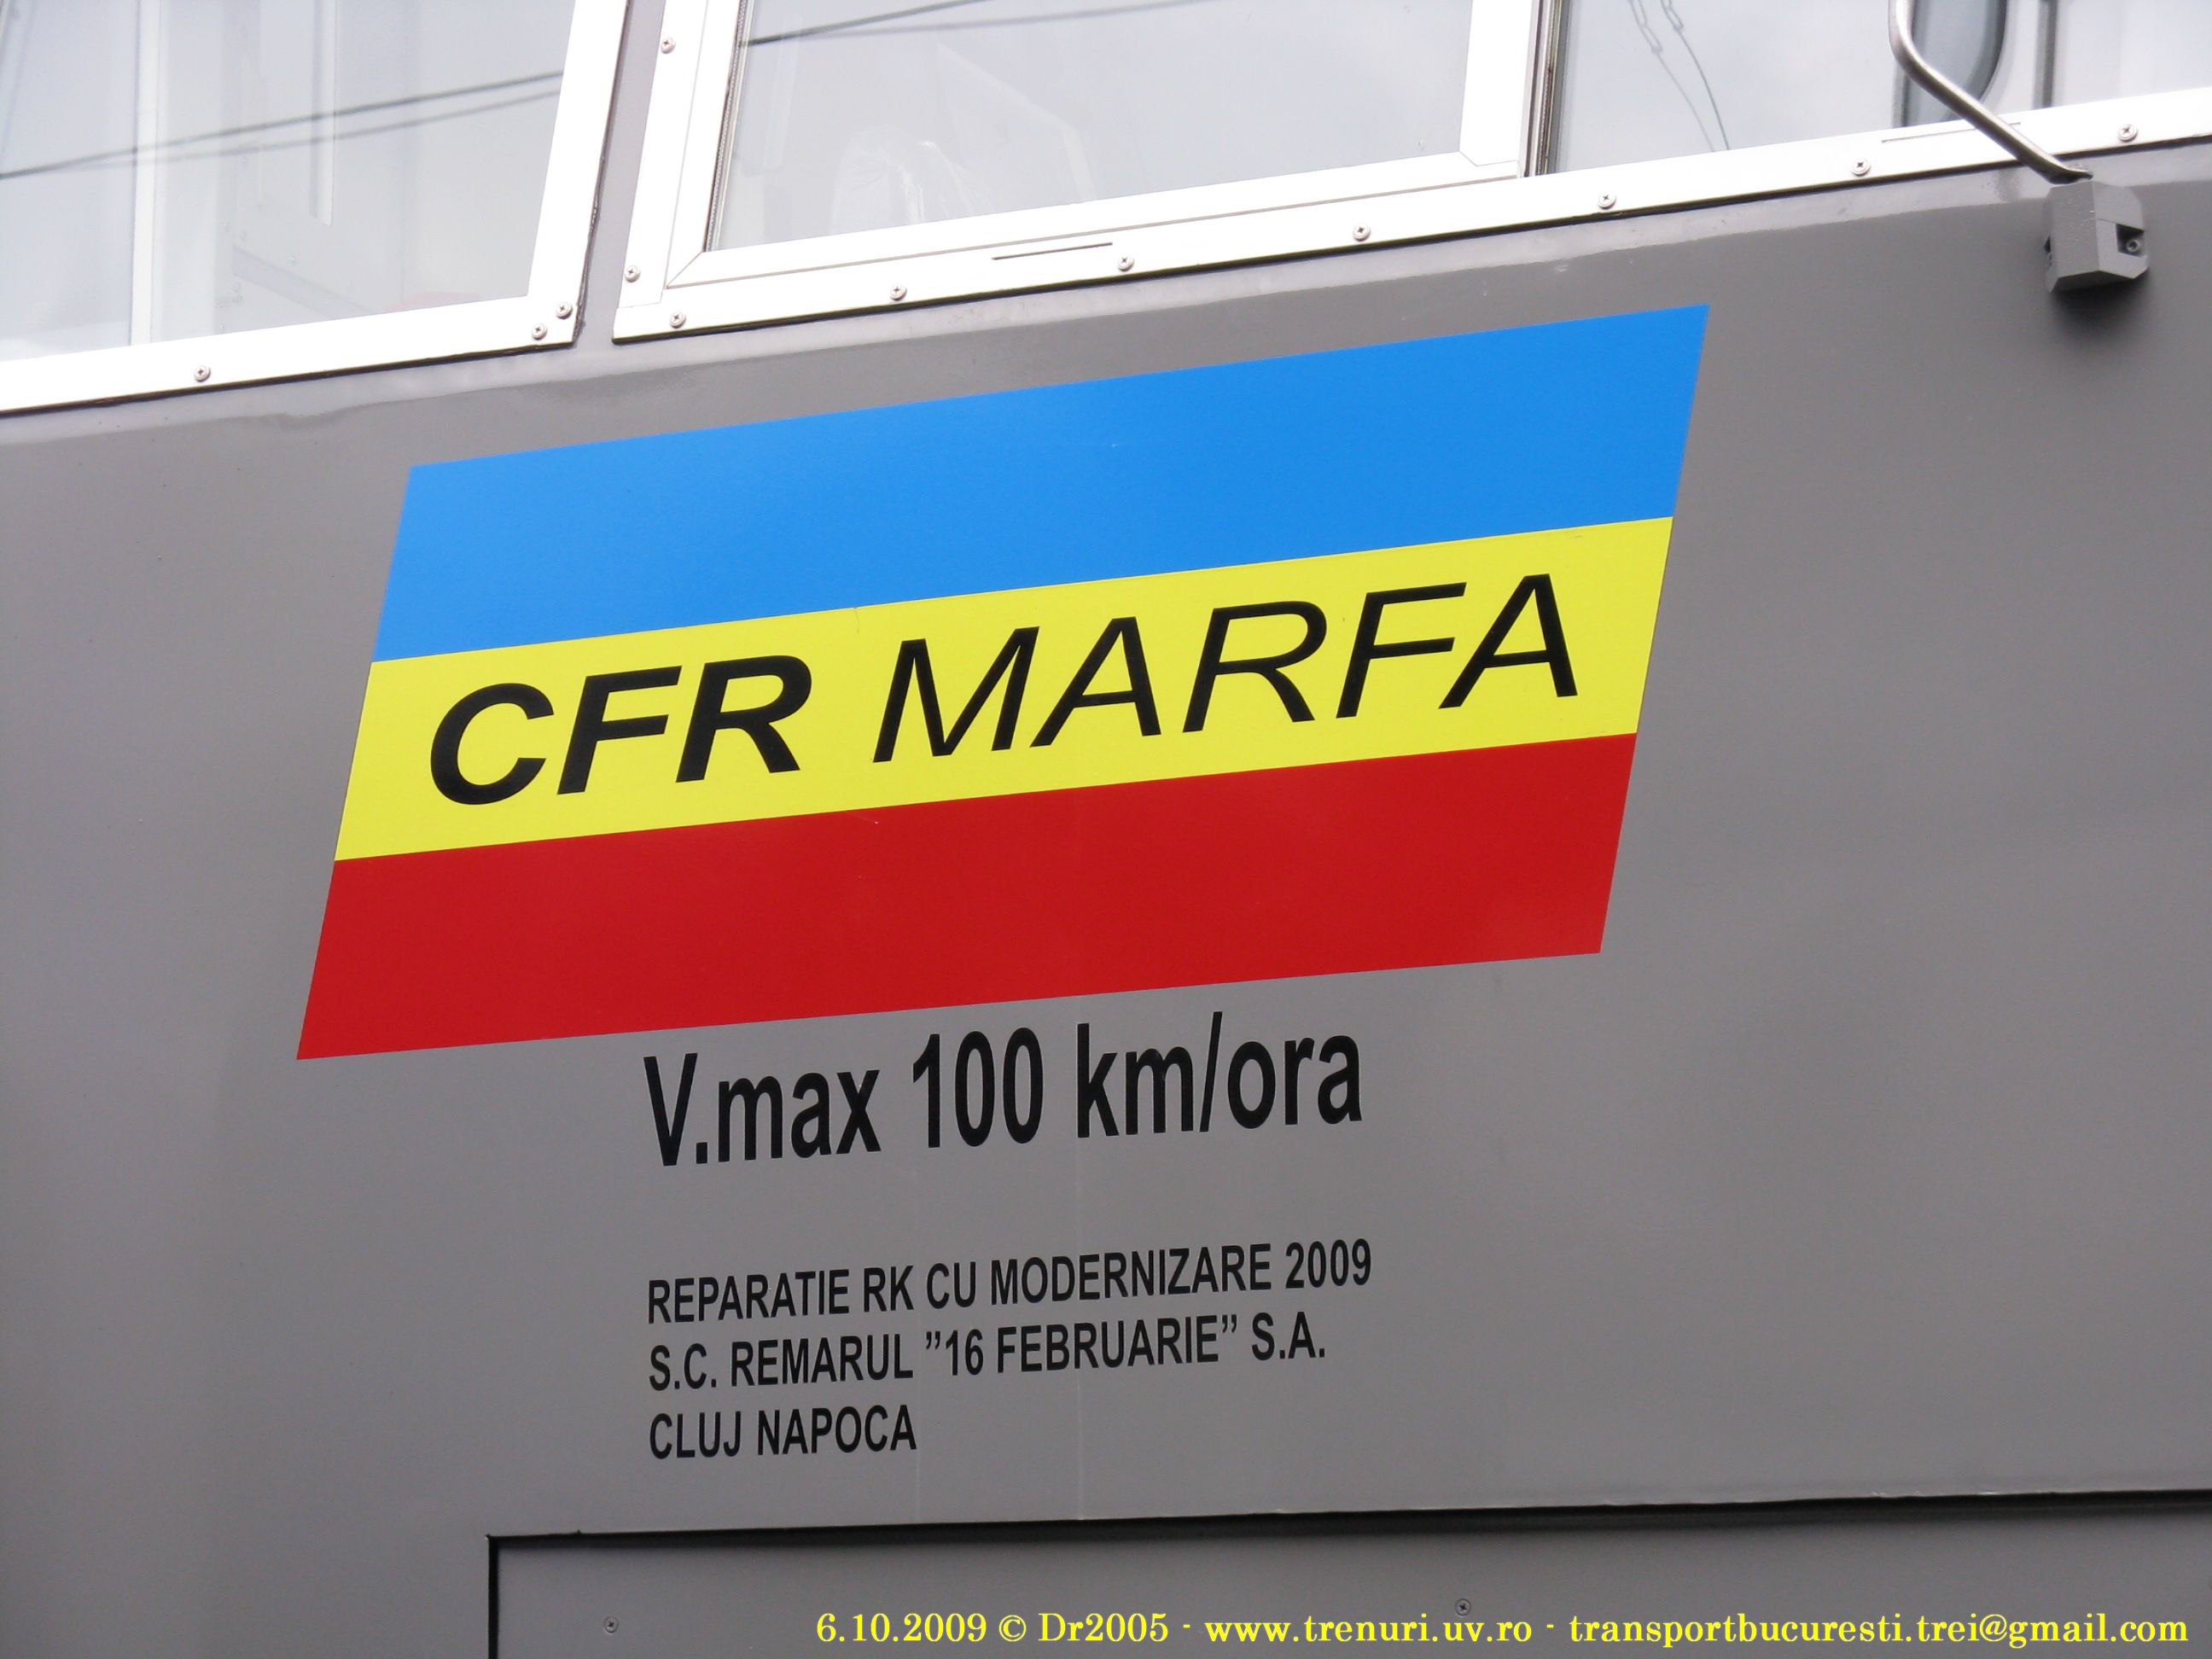 CFR MARFA
V.max 100 km/ora
REPARATIE RK CU MODERNIZARE 2009
S.C. REMARUL ”16 FEBRUARIE” S.A.
CLUJ NAPOCA
6.10.2009 © Dr2005 - www.trenuri.uv.ro - transportbucuresti.trei@gmail.com